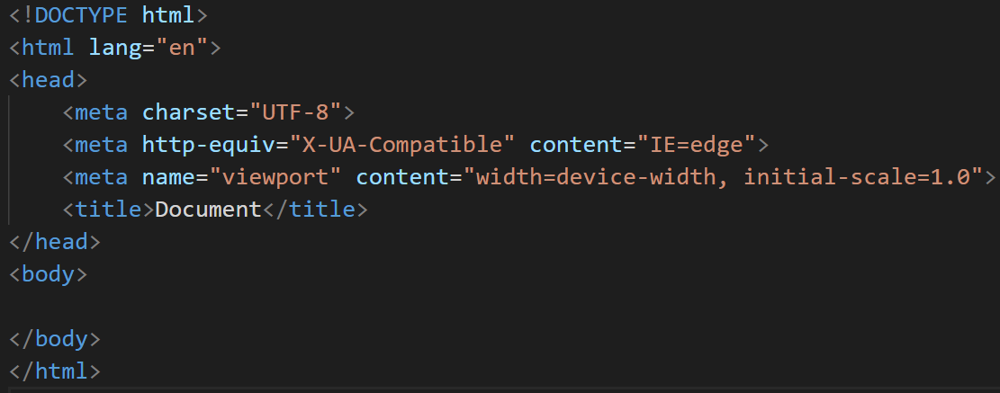 <!DOCTYPE html>
<html lang="en">
<head>
    <meta charset="UTF-8">
    <meta http-equiv="X-UA-Compatible" content="IE=edge">
    <meta name="viewport" content="width=device-width, initial-scale=1.0">
    <title>Document</title>
</head>
<body>

</body>
</html>